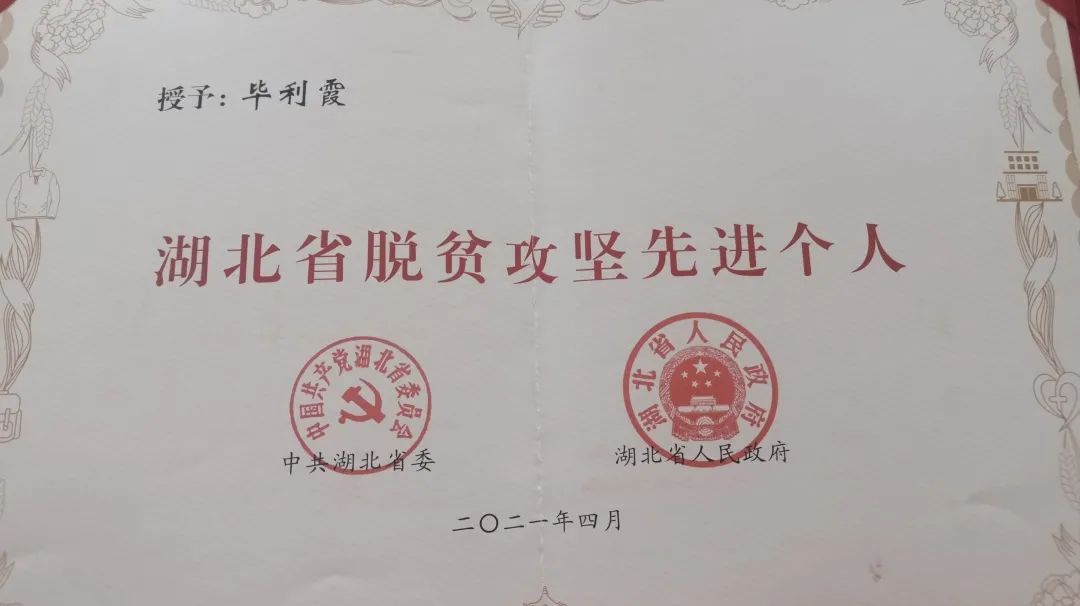 授予：毕利霞
湖北省脱贫攻坚先进个人
中国共产党湖北省委员会
湖北省人民政府
中共湖北省委
湖北省人民政府
二〇二一年四月